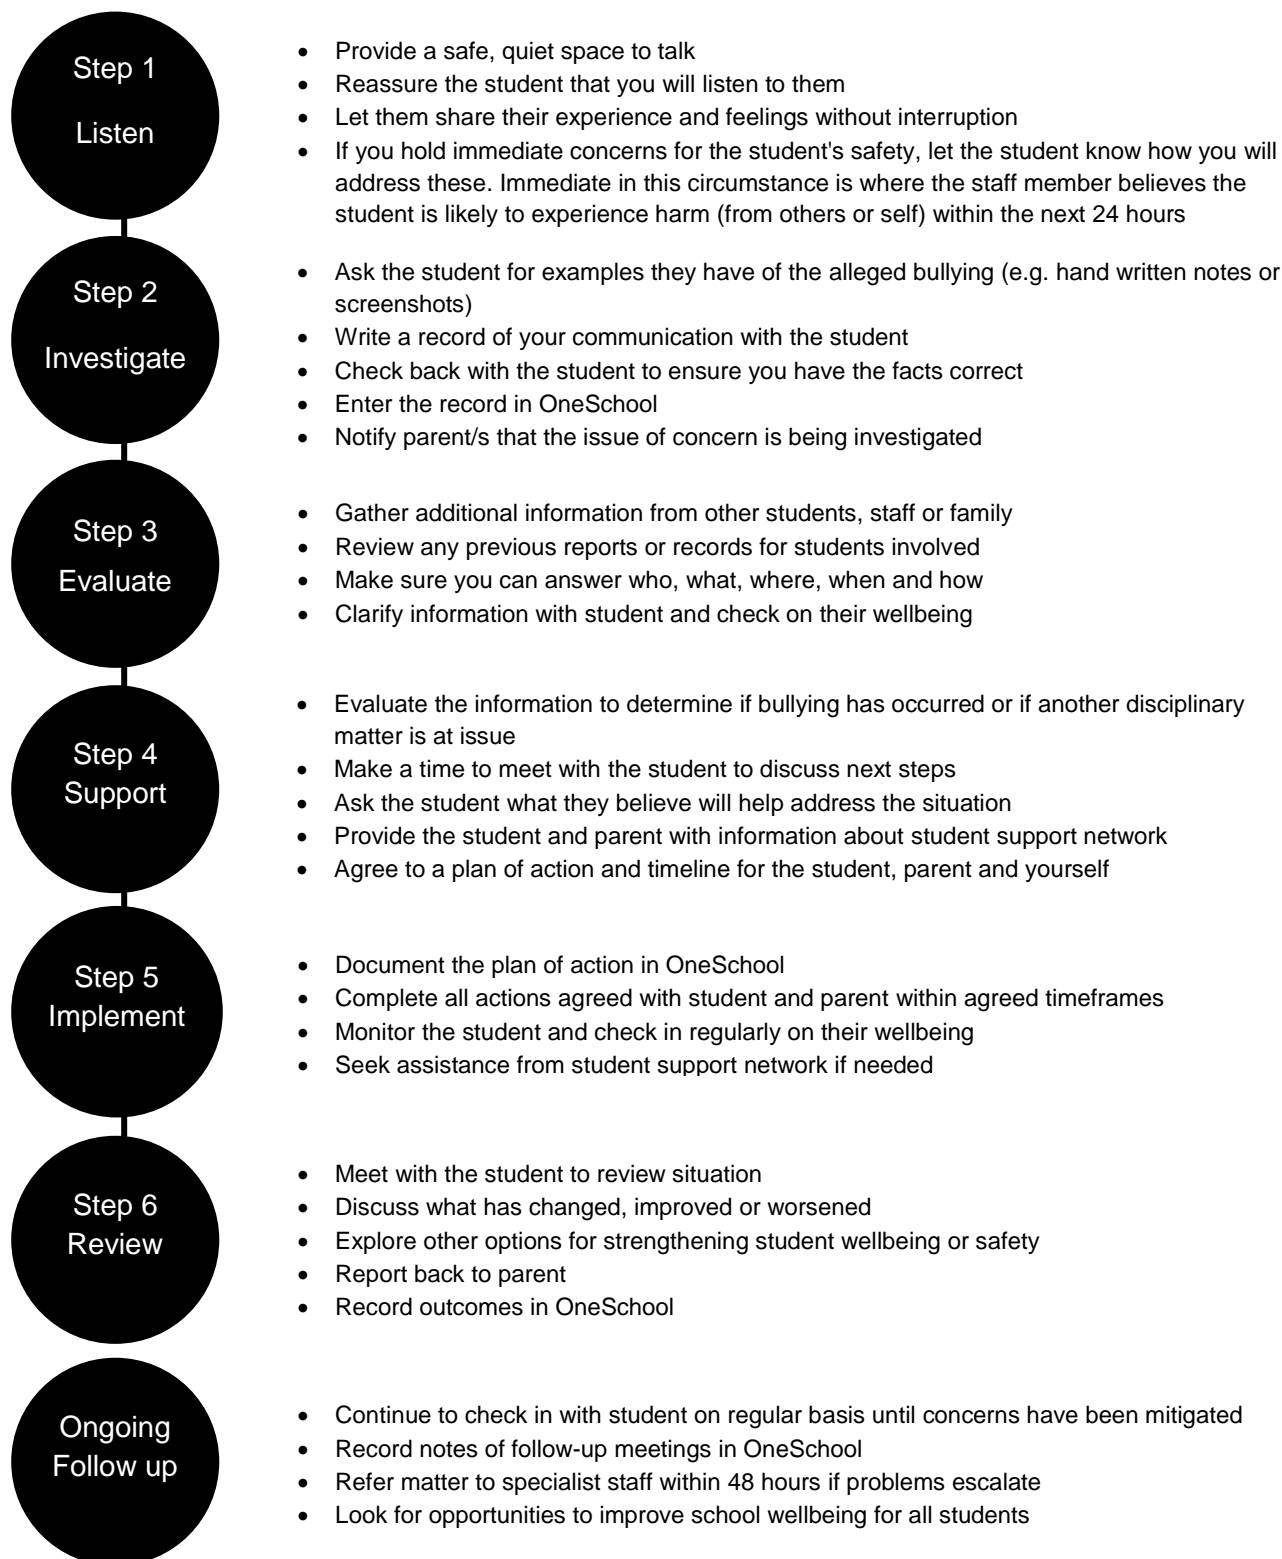 Step 1
Listen
• Provide a safe, quiet space to talk
• Reassure the student that you will listen to them
• Let them share their experience and feelings without interruption
• If you hold immediate concerns for the student's safety, let the student know how you will
address these. Immediate in this circumstance is where the staff member believes the
student is likely to experience harm (from others or self) within the next 24 hours
Step 2
Investigate
• Ask the student for examples they have of the alleged bullying (e.g. hand written notes or
screenshots)
• Write a record of your communication with the student
• Check back with the student to ensure you have the facts correct
• Enter the record in OneSchool
• Notify parent/s that the issue of concern is being investigated
Step 3
Evaluate
• Gather additional information from other students, staff or family
• Review any previous reports or records for students involved
• Make sure you can answer who, what, where, when and how
• Clarify information with student and check on their wellbeing
Step 4
Support
• Evaluate the information to determine if bullying has occurred or if another disciplinary
matter is at issue
• Make a time to meet with the student to discuss next steps
• Ask the student what they believe will help address the situation
• Provide the student and parent with information about student support network
• Agree to a plan of action and timeline for the student, parent and yourself
Step 5
Implement
• Document the plan of action in OneSchool
• Complete all actions agreed with student and parent within agreed timeframes
• Monitor the student and check in regularly on their wellbeing
• Seek assistance from student support network if needed
Step 6
Review
• Meet with the student to review situation
• Discuss what has changed, improved or worsened
• Explore other options for strengthening student wellbeing or safety
• Report back to parent
• Record outcomes in OneSchool
Ongoing
Follow up
• Continue to check in with student on regular basis until concerns have been mitigated
• Record notes of follow-up meetings in OneSchool
• Refer matter to specialist staff within 48 hours if problems escalate
• Look for opportunities to improve school wellbeing for all students